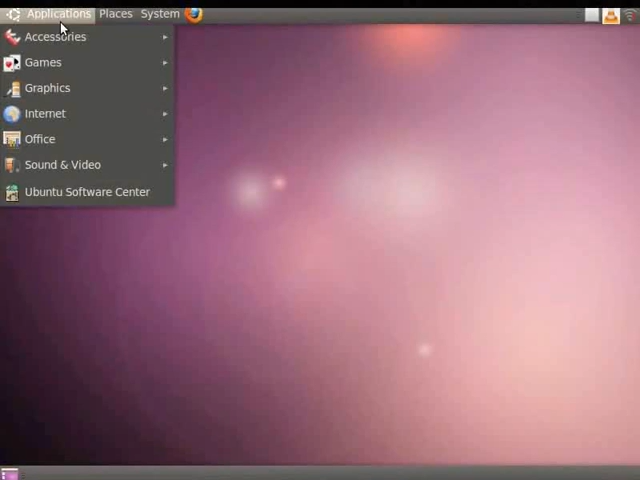 Applications Places System
Accessories
Games
Graphics
Internet
Office
Sound & Video
Ubuntu Software Center